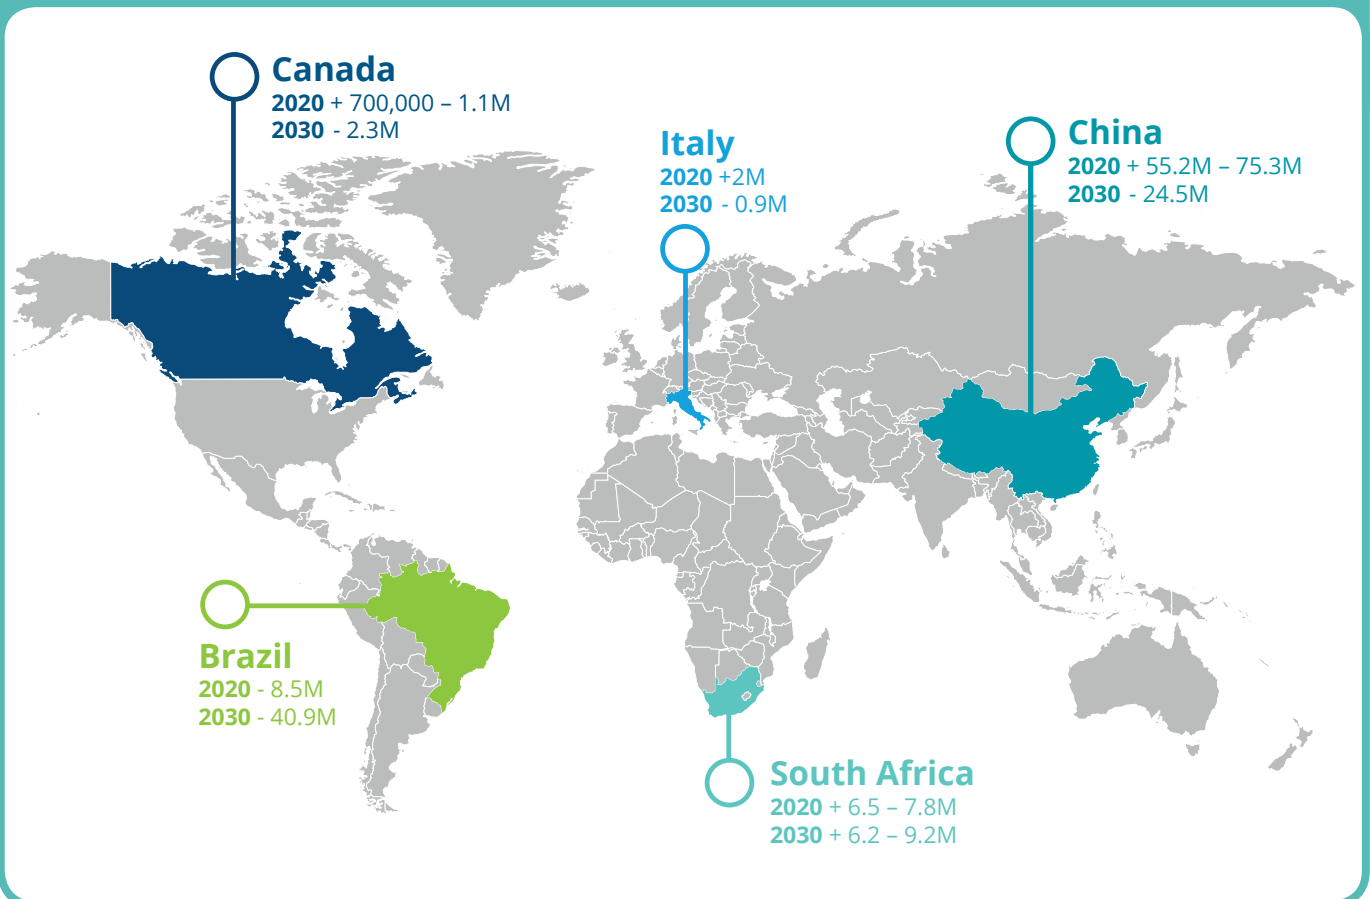 Canada
2020 + 700,000 – 1.1M
2030 - 2.3M
Italy
2020 +2M
2030 - 0.9M
China
2020 + 55.2M – 75.3M
2030 - 24.5M
Brazil
2020 - 8.5M
2030 - 40.9M
South Africa
2020 + 6.5 – 7.8M
2030 + 6.2 – 9.2M